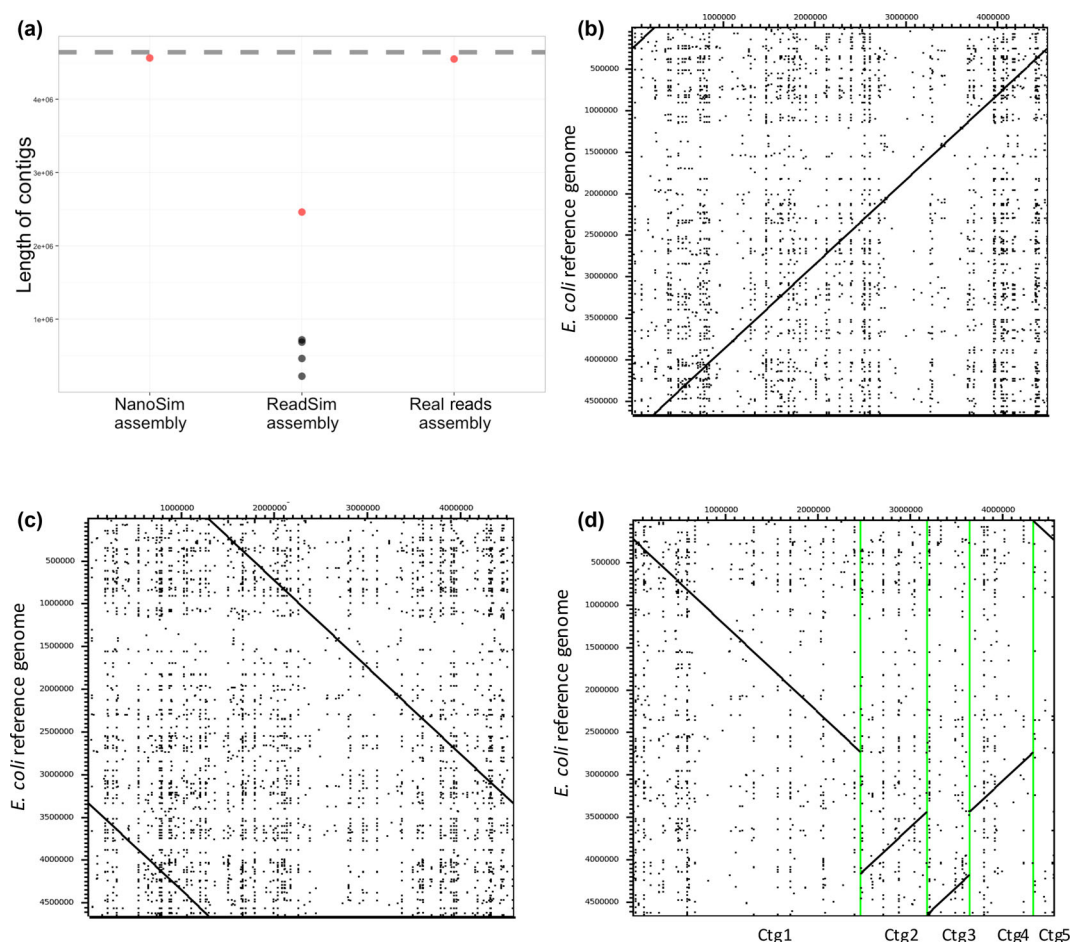 (a)
Length of contigs
4e+06
3e+06
2e+06
1e+06
NanoSim
assembly
ReadSim
assembly
Real reads
assembly
(b)
1000000 2000000 3000000 4000000
E. coli reference genome
500000
1000000
1500000
2000000
2500000
3000000
3500000
4000000
4500000
(c)
1000000 2000000 3000000 4000000
E. coli reference genome
500000
1000000
1500000
2000000
2500000
3000000
3500000
4000000
4500000
(d)
1000000 2000000 3000000 4000000
E. coli reference genome
500000
1000000
1500000
2000000
2500000
3000000
3500000
4000000
4500000
Ctg1 Ctg2 Ctg3 Ctg4 Ctg5